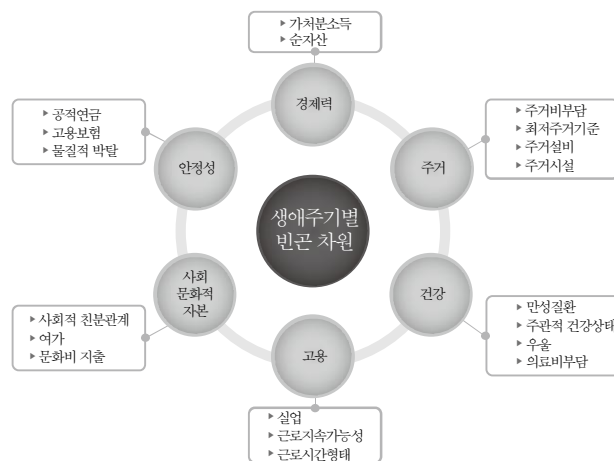 가처분소득
순자산
경제력
공적연금
고용보험
물질적 박탈
안정성
주거비부담
최저주거기준
주거설비
주거시설
주거
생애주기별
빈곤 차원
사회
문화적
자본
사회적 친분관계
여가
문화비 지출
건강
만성질환
주관적 건강상태
우울
의료비부담
고용
실업
근로지속가능성
근로시간형태